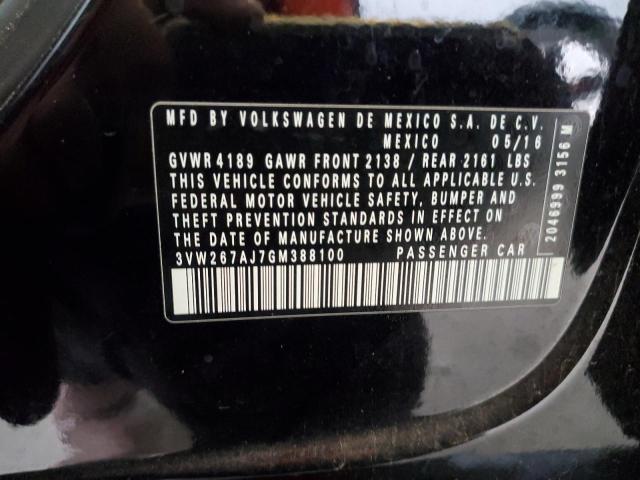 MFD BY VOLKSWAGEN DE MEXICO S.A. DE C.V.
MEXICO 05/16
GVWR 4189 GAWR FRONT 2138 / REAR 2161 LBS
THIS VEHICLE CONFORMS TO ALL APPLICABLE U.S.
FEDERAL MOTOR VEHICLE SAFETY, BUMPER AND
THEFT PREVENTION STANDARDS IN EFFECT ON
THE DATE OF MANUFACTURE SHOWN ABOVE.
3VW267AJ7GM388100 PASSENGER CAR
2046999 3156 M